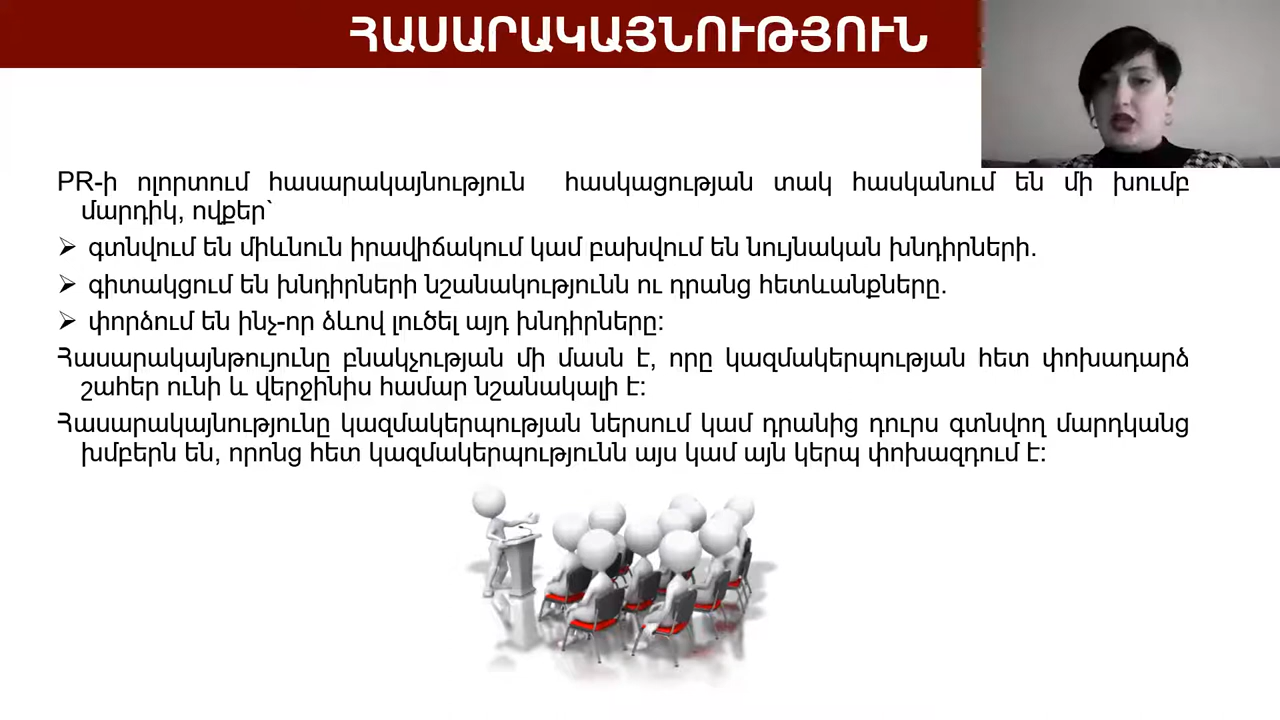 ՀԱՍԱՐԱԿԱՅՆՈՒԹՅՈՒՆ
PR-ի ոլորտում հասարակայնություն հասկացության տակ հասկանում են մի խումբ
մարդիկ, ովքեր՝
➢ գտնվում են միևնուն իրավիճակում կամ բախվում են նույնական խնդիրների.
➢ գիտակցում են խնդիրների նշանակությունն ու դրանց հետևանքները.
➢ փորձում են ինչ-որ ձևով լուծել այդ խնդիրները:
Հասարակայնթույունը բնակչության մի մասն է, որը կազմակերպության հետ փոխադարձ
շահեր ունի և վերջինիս համար նշանակալի է:
Հասարակայնությունը կազմակերպության ներսում կամ դրանից դուրս գտնվող մարդկանց
խմբերն են, որոնց հետ կազմակերպությունն այս կամ այն կերպ փոխազդում է: